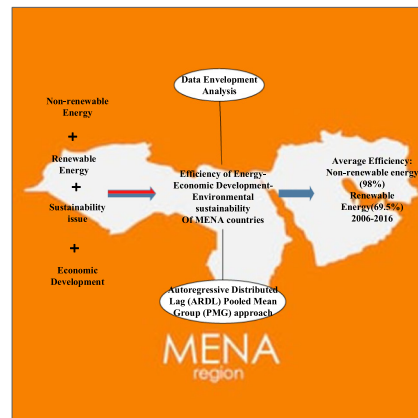 Data Envelopment
Analysis
Non-renewable
Energy
+
Renewable
Energy
+
Sustainability
issue
+
Economic
Development
Efficiency of Energy-
Economic Development-
Environmental
sustainability
Of MENA countries
Average Efficiency:
Non-renewable energy
(98%)
Renewable
Energy(69.5%)
2006-2016
Autoregressive Distributed
Lag (ARDL) Pooled Mean
Group (PMG) approach
MENA
region